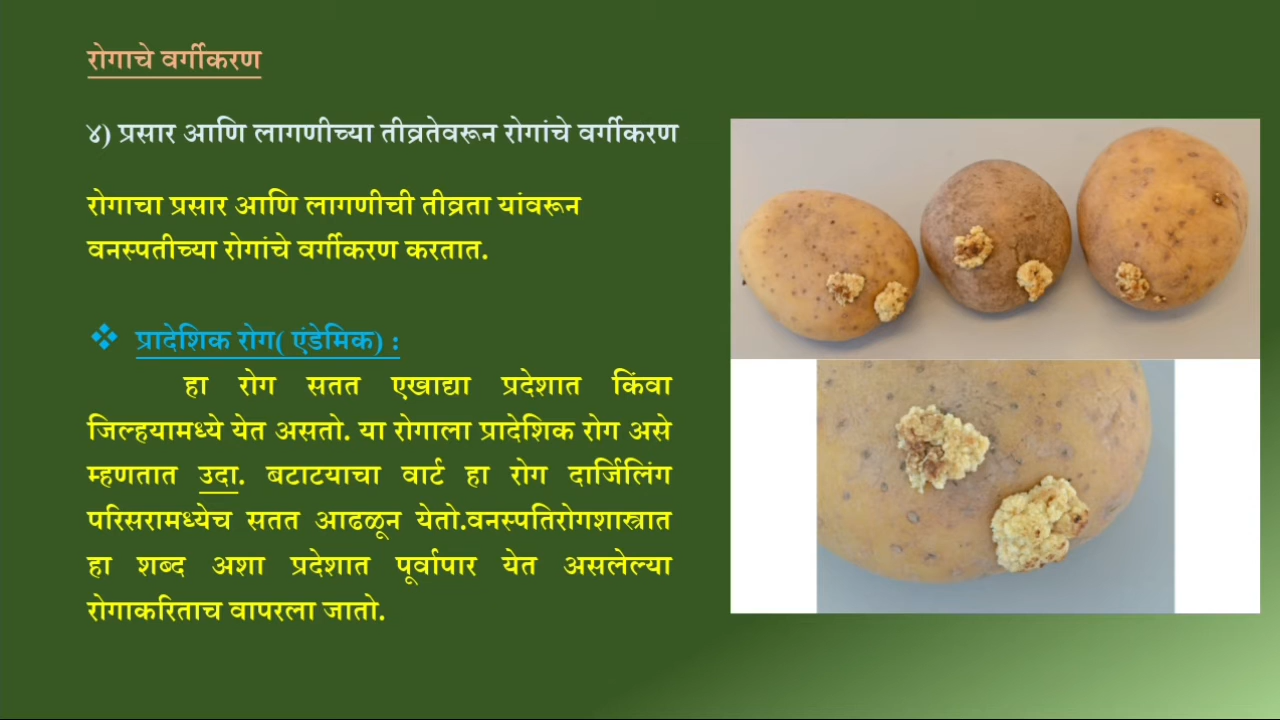 रोगाचे वर्गीकरण
४) प्रसार आणि लागणीच्या तीव्रतेवरून रोगांचे वर्गीकरण
रोगाचा प्रसार आणि लागणीची तीव्रता यांवरून
वनस्पतीच्या रोगांचे वर्गीकरण करतात.
❖ प्रादेशिक रोग( एंडेमिक) :
हा रोग सतत एखाद्या प्रदेशात किंवा
जिल्हयामध्ये येत असतो. या रोगाला प्रादेशिक रोग असे
म्हणतात उदा. बटाटयाचा वार्ट हा रोग दार्जिलिंग
परिसरामध्येच सतत आढळून येतो.वनस्पतिरोगशास्त्रात
हा शब्द अशा प्रदेशात पूर्वापार येत असलेल्या
रोगाकरिताच वापरला जातो.